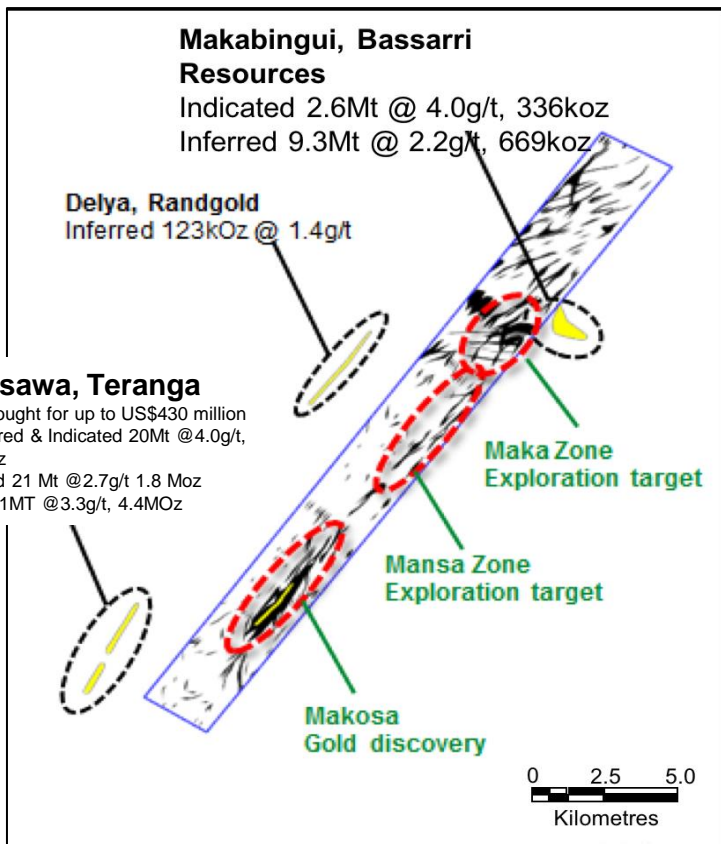 Makabingui, Bassarri
Resources
Indicated 2.6Mt @ 4.0g/t, 336koz
Inferred 9.3Mt @ 2.2g/t, 669koz
Delya, Randgold
Inferred 123kOz @ 1.4g/t
sawa, Teranga
ought for up to US$430 million
red & Indicated 20Mt @4.0g/t,
z
d 21 Mt @2.7g/t 1.8 Moz
1MT @3.3g/t, 4.4MOz
Maka Zone
Exploration target
Mansa Zone
Exploration target
Makosa
Gold discovery
0 2.5 5.0
Kilometres